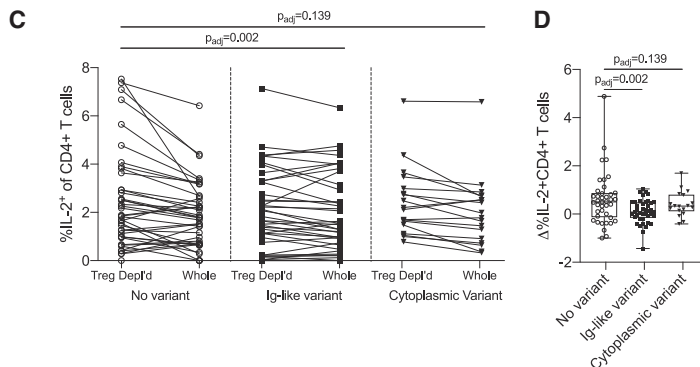 C
p_adj=0.139
p_adj=0.002
%IL-2⁺ of CD4+ T cells
8
6
4
2
0
Treg Depl'd Whole Treg Depl'd Whole Treg Depl'd Whole
No variant Ig-like variant Cytoplasmic Variant
D
p_adj=0.139
p_adj=0.002
Δ%IL-2+CD4+ T cells
6
4
2
0
-2
No variant
Ig-like variant
Cytoplasmic variant